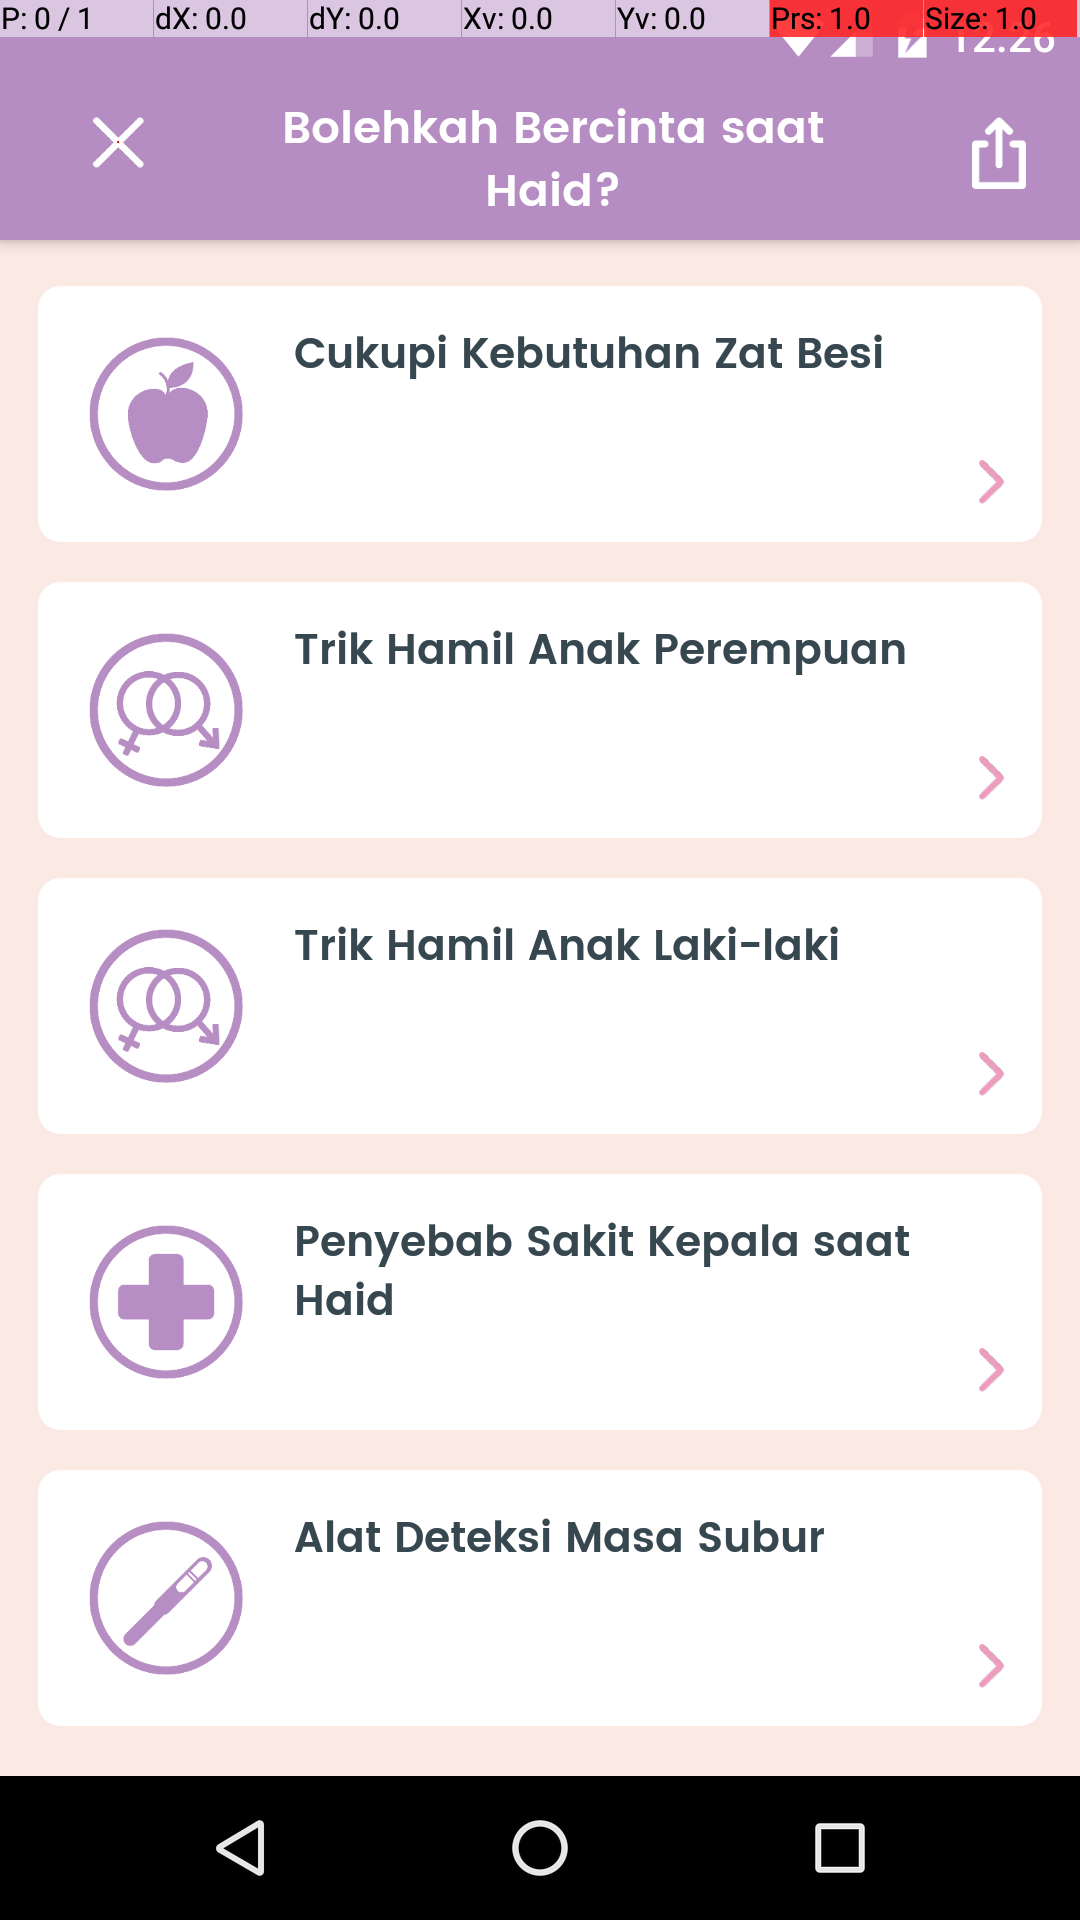 P: 0 / 1 dX: 0.0 dY: 0.0 Xv: 0.0 Yv: 0.0 Prs: 1.0 Size: 1.0
12:26
Bolehkah Bercinta saat
Haid?
Cukupi Kebutuhan Zat Besi
Trik Hamil Anak Perempuan
Trik Hamil Anak Laki-laki
Penyebab Sakit Kepala saat
Haid
Alat Deteksi Masa Subur